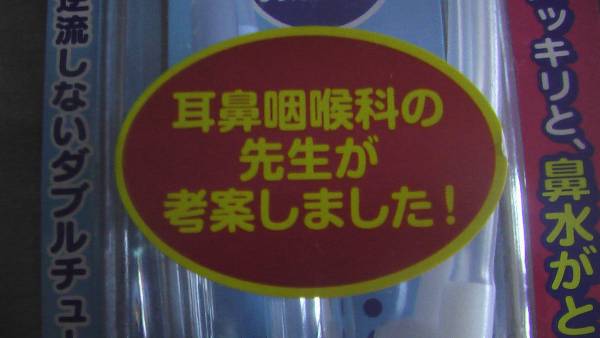 ッキリと、鼻水がと
耳鼻咽喉科の
先生が
考案しました!
逆流しないダブルチュー